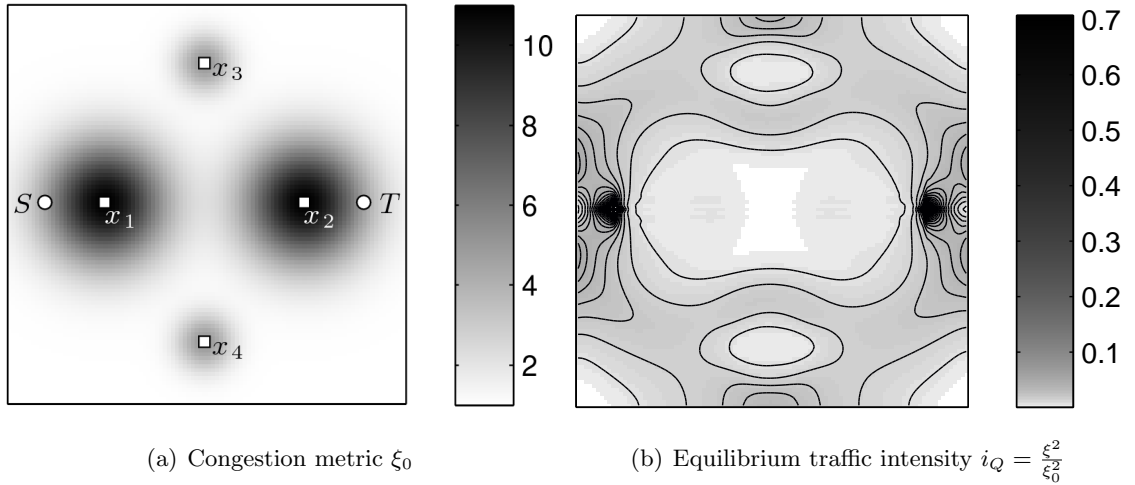 x₃
S x₁ x₂ T
x₄
10
8
6
4
2
0.7
0.6
0.5
0.4
0.3
0.2
0.1
(a) Congestion metric ξ₀
(b) Equilibrium traffic intensity i_Q = ξ²/ξ₀²